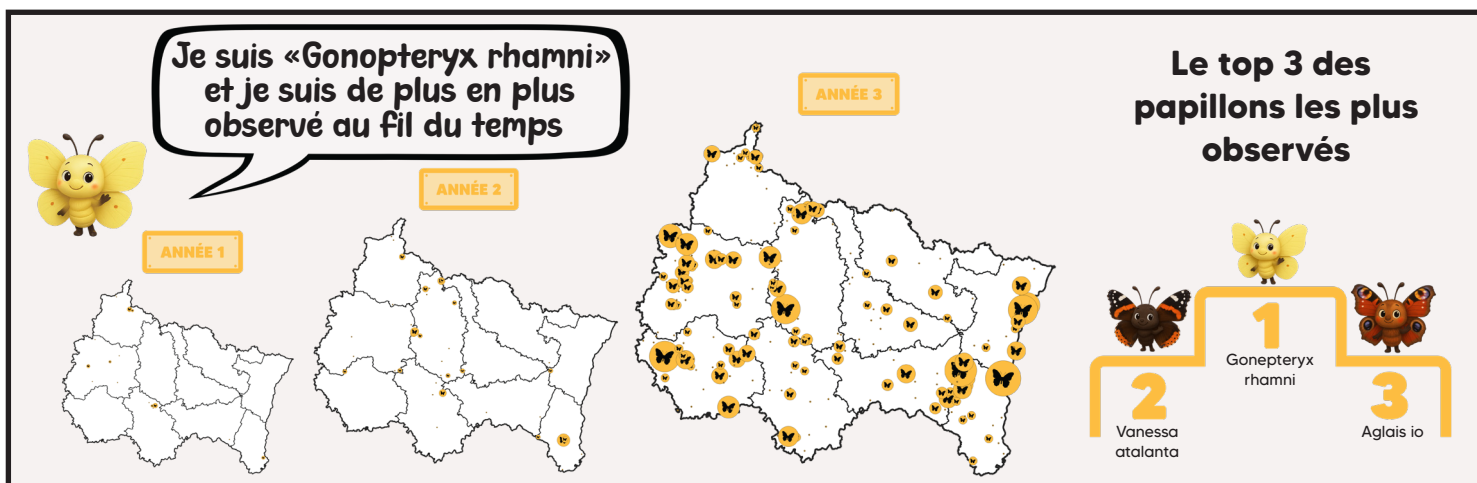 Je suis «Gonopteryx rhamni»
et je suis de plus en plus
observé au fil du temps
ANNÉE 1
ANNÉE 2
ANNÉE 3
Le top 3 des
papillons les plus
observés
1
Gonepteryx
rhamni
2
Vanessa
atalanta
3
Aglais io